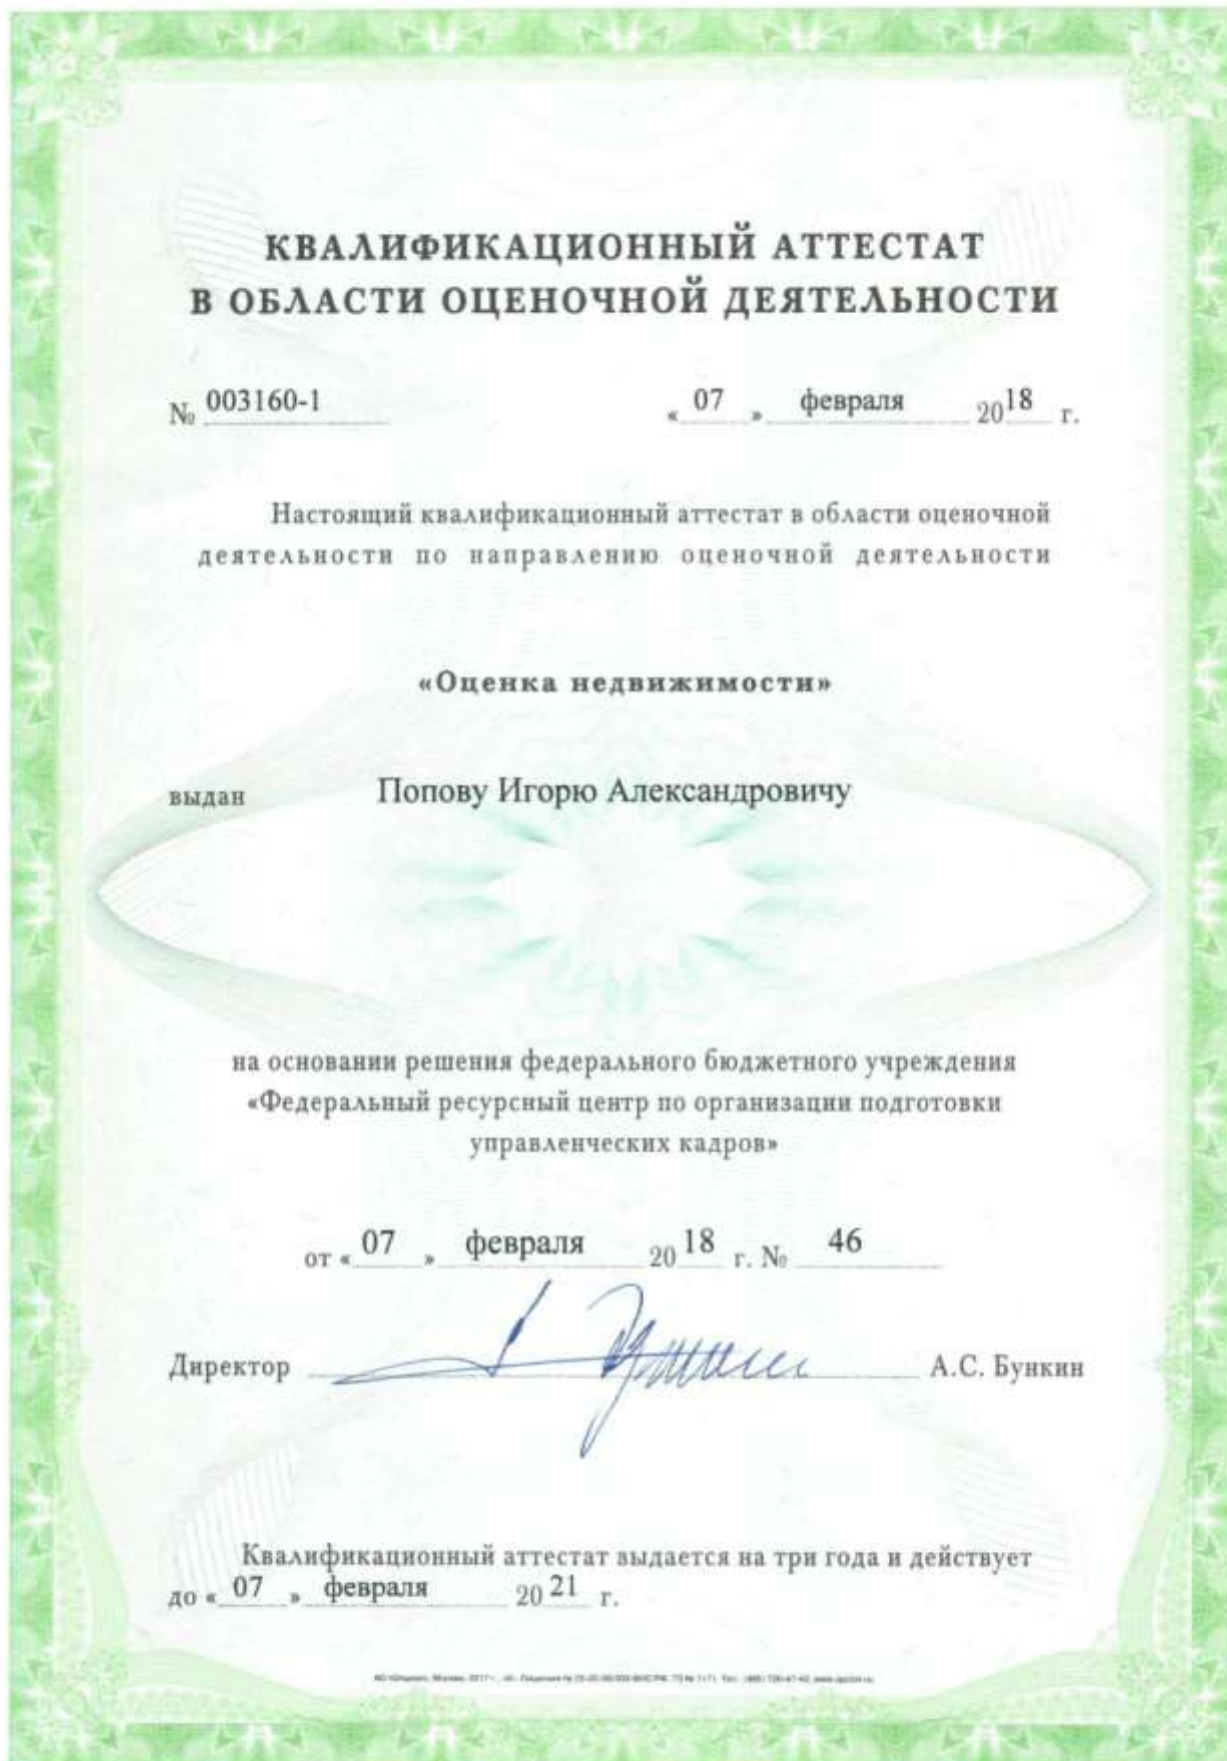 КВАЛИФИКАЦИОННЫЙ АТТЕСТАТ
В ОБЛАСТИ ОЦЕНОЧНОЙ ДЕЯТЕЛЬНОСТИ
№ 003160-1 « 07 » февраля 2018 г.
Настоящий квалификационный аттестат в области оценочной
деятельности по направлению оценочной деятельности
«Оценка недвижимости»
выдан Попову Игорю Александровичу
на основании решения федерального бюджетного учреждения
«Федеральный ресурсный центр по организации подготовки
управленческих кадров»
от « 07 » февраля 2018 г. № 46
Директор А.С. Бункин
Квалификационный аттестат выдается на три года и действует
до « 07 » февраля 2021 г.
Москва, 2017 г.